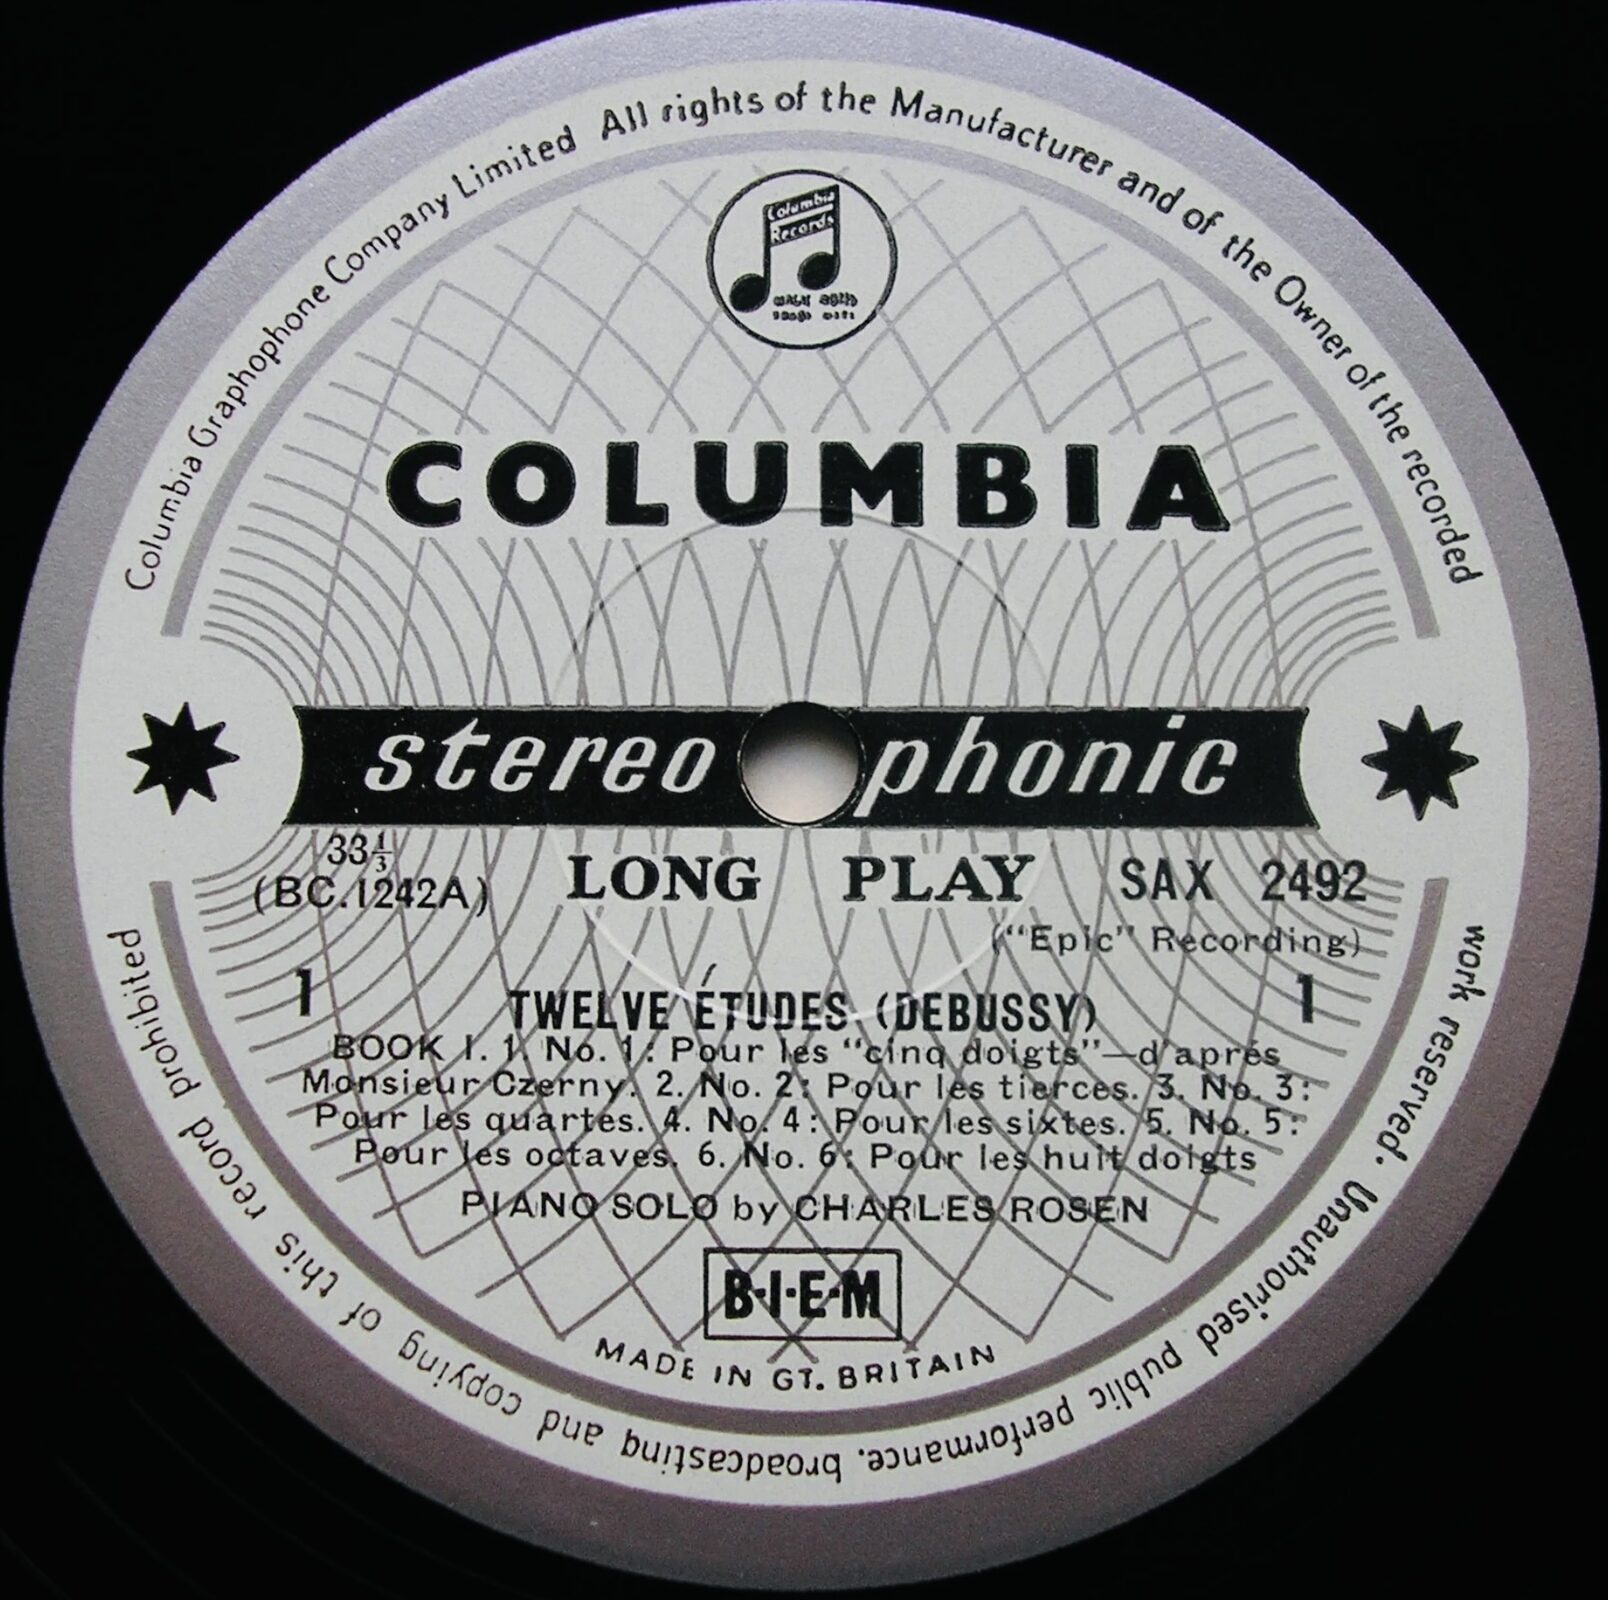 Columbia Graphophone Company Limited All rights of the Manufacturer and of the Owner of the recorded
work reserved. Unauthorised public performance, broadcasting and copying of this record prohibited
Columbia
Records
COLUMBIA
stereo phonic
33⅓
(BC.1242A)
LONG PLAY
SAX 2492
("Epic" Recording)
1
1
TWELVE ÉTUDES (DEBUSSY)
BOOK I. 1. No. 1: Pour les "cinq doigts"—d'après
Monsieur Czerny. 2. No. 2: Pour les tierces. 3. No. 3:
Pour les quartes. 4. No. 4: Pour les sixtes. 5. No. 5:
Pour les octaves. 6. No. 6: Pour les huit doigts
PIANO SOLO by CHARLES ROSEN
B·I·E·M
MADE IN GT. BRITAIN